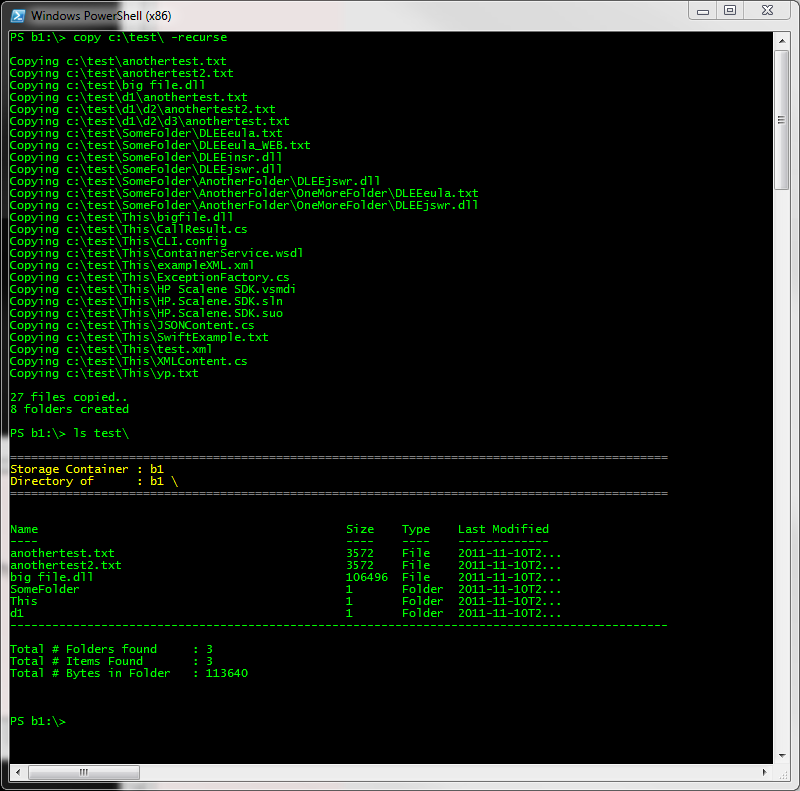 Windows PowerShell (x86)
PS b1:\> copy c:\test\ -recurse
Copying c:\test\anothertest.txt
Copying c:\test\anothertest2.txt
Copying c:\test\big file.dll
Copying c:\test\d1\anothertest.txt
Copying c:\test\d1\d2\anothertest2.txt
Copying c:\test\d1\d2\d3\anothertest.txt
Copying c:\test\SomeFolder\DLEEeula.txt
Copying c:\test\SomeFolder\DLEEeula_WEB.txt
Copying c:\test\SomeFolder\DLEEinsr.dll
Copying c:\test\SomeFolder\DLEEjswr.dll
Copying c:\test\SomeFolder\AnotherFolder\DLEEjswr.dll
Copying c:\test\SomeFolder\AnotherFolder\OneMoreFolder\DLEEeula.txt
Copying c:\test\SomeFolder\AnotherFolder\OneMoreFolder\DLEEjswr.dll
Copying c:\test\This\bigfile.dll
Copying c:\test\This\CallResult.cs
Copying c:\test\This\CLI.config
Copying c:\test\This\ContainerService.wsdl
Copying c:\test\This\exampleXML.xml
Copying c:\test\This\ExceptionFactory.cs
Copying c:\test\This\HP Scalene SDK.vsmdi
Copying c:\test\This\HP.Scalene.SDK.sln
Copying c:\test\This\HP.Scalene.SDK.suo
Copying c:\test\This\JSONContent.cs
Copying c:\test\This\SwiftExample.txt
Copying c:\test\This\test.xml
Copying c:\test\This\XMLContent.cs
Copying c:\test\This\yp.txt
27 files copied..
8 folders created
PS b1:\> ls test\
==============================================================================================
Storage Container : b1
Directory of      : b1 \
==============================================================================================
Name Size Type Last Modified
---- ---- ---- -------------
anothertest.txt 3572 File 2011-11-10T2...
anothertest2.txt 3572 File 2011-11-10T2...
big file.dll 106496 File 2011-11-10T2...
SomeFolder 1 Folder 2011-11-10T2...
This 1 Folder 2011-11-10T2...
d1 1 Folder 2011-11-10T2...
----------------------------------------------------------------------------------------------
Total # Folders found     : 3
Total # Items Found       : 3
Total # Bytes in Folder   : 113640
PS b1:\>